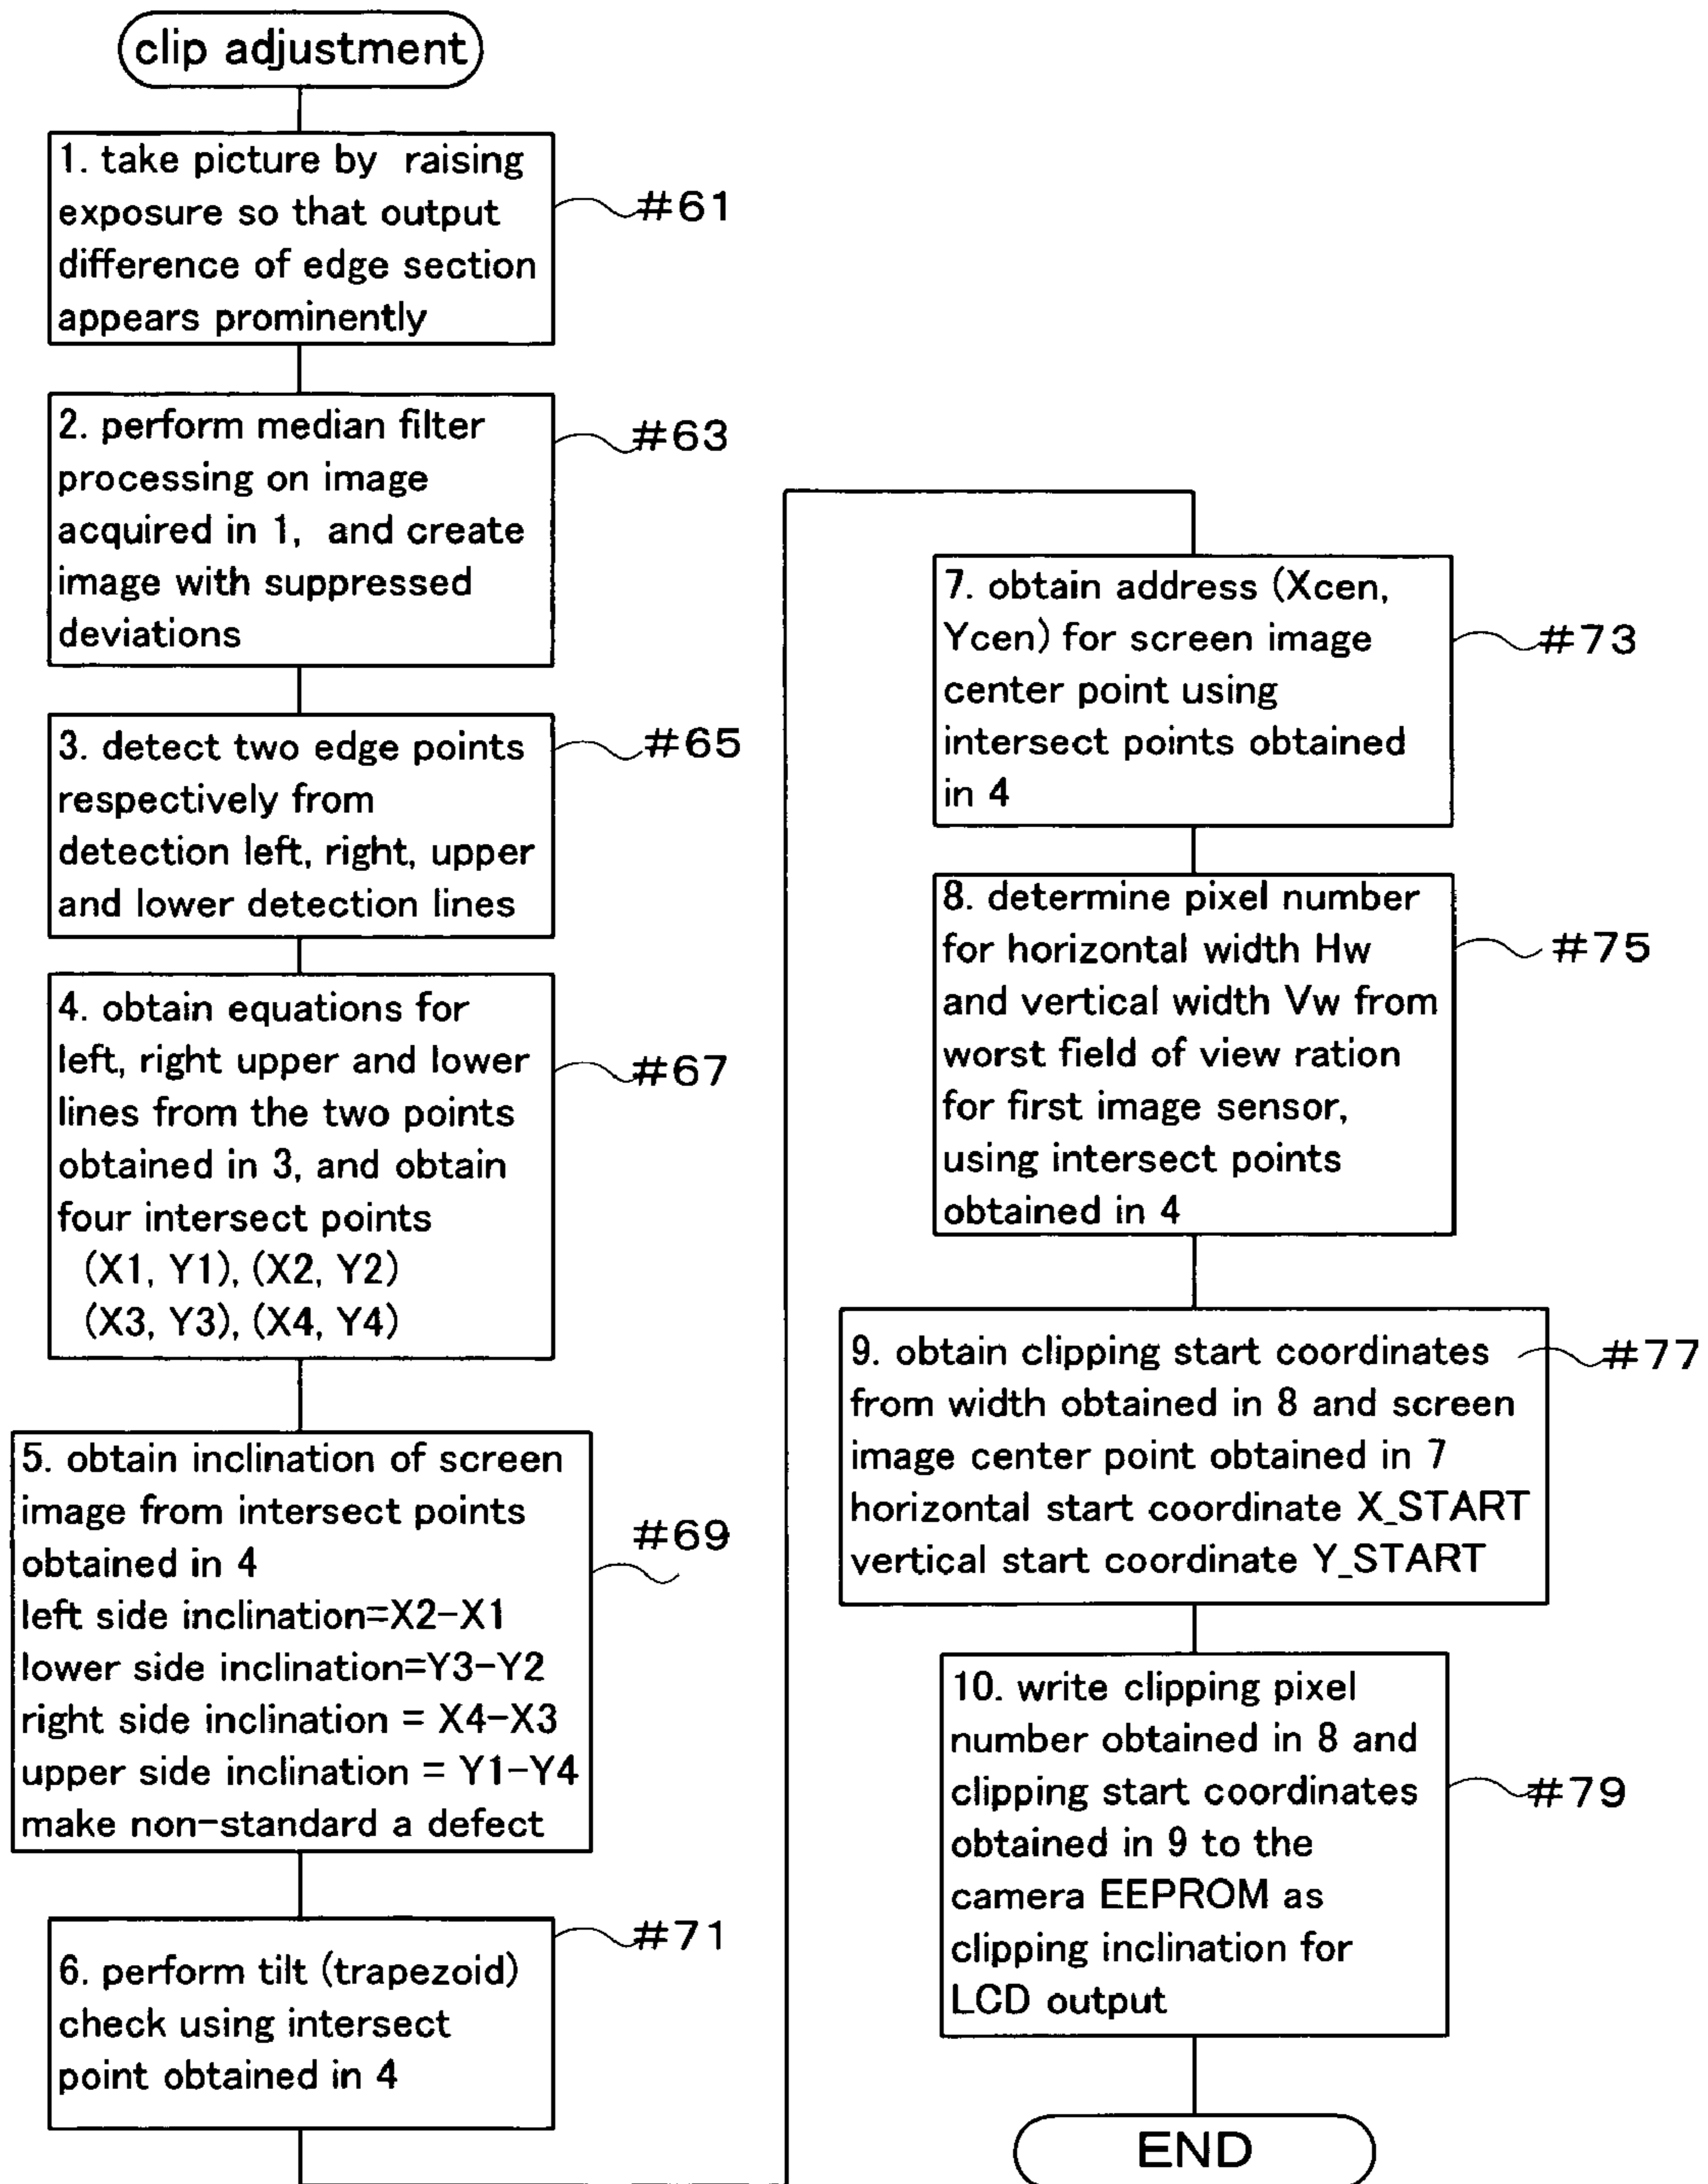 clip adjustment
1. take picture by raising
exposure so that output
difference of edge section
appears prominently
#61
2. perform median filter
processing on image
acquired in 1, and create
image with suppressed
deviations
#63
3. detect two edge points
respectively from
detection left, right, upper
and lower detection lines
#65
4. obtain equations for
left, right upper and lower
lines from the two points
obtained in 3, and obtain
four intersect points
(X1, Y1), (X2, Y2)
(X3, Y3), (X4, Y4)
#67
5. obtain inclination of screen
image from intersect points
obtained in 4
left side inclination=X2-X1
lower side inclination=Y3-Y2
right side inclination = X4-X3
upper side inclination = Y1-Y4
make non-standard a defect
#69
6. perform tilt (trapezoid)
check using intersect
point obtained in 4
#71
7. obtain address (Xcen,
Ycen) for screen image
center point using
intersect points obtained
in 4
#73
8. determine pixel number
for horizontal width Hw
and vertical width Vw from
worst field of view ration
for first image sensor,
using intersect points
obtained in 4
#75
9. obtain clipping start coordinates
from width obtained in 8 and screen
image center point obtained in 7
horizontal start coordinate X_START
vertical start coordinate Y_START
#77
10. write clipping pixel
number obtained in 8 and
clipping start coordinates
obtained in 9 to the
camera EEPROM as
clipping inclination for
LCD output
#79
END